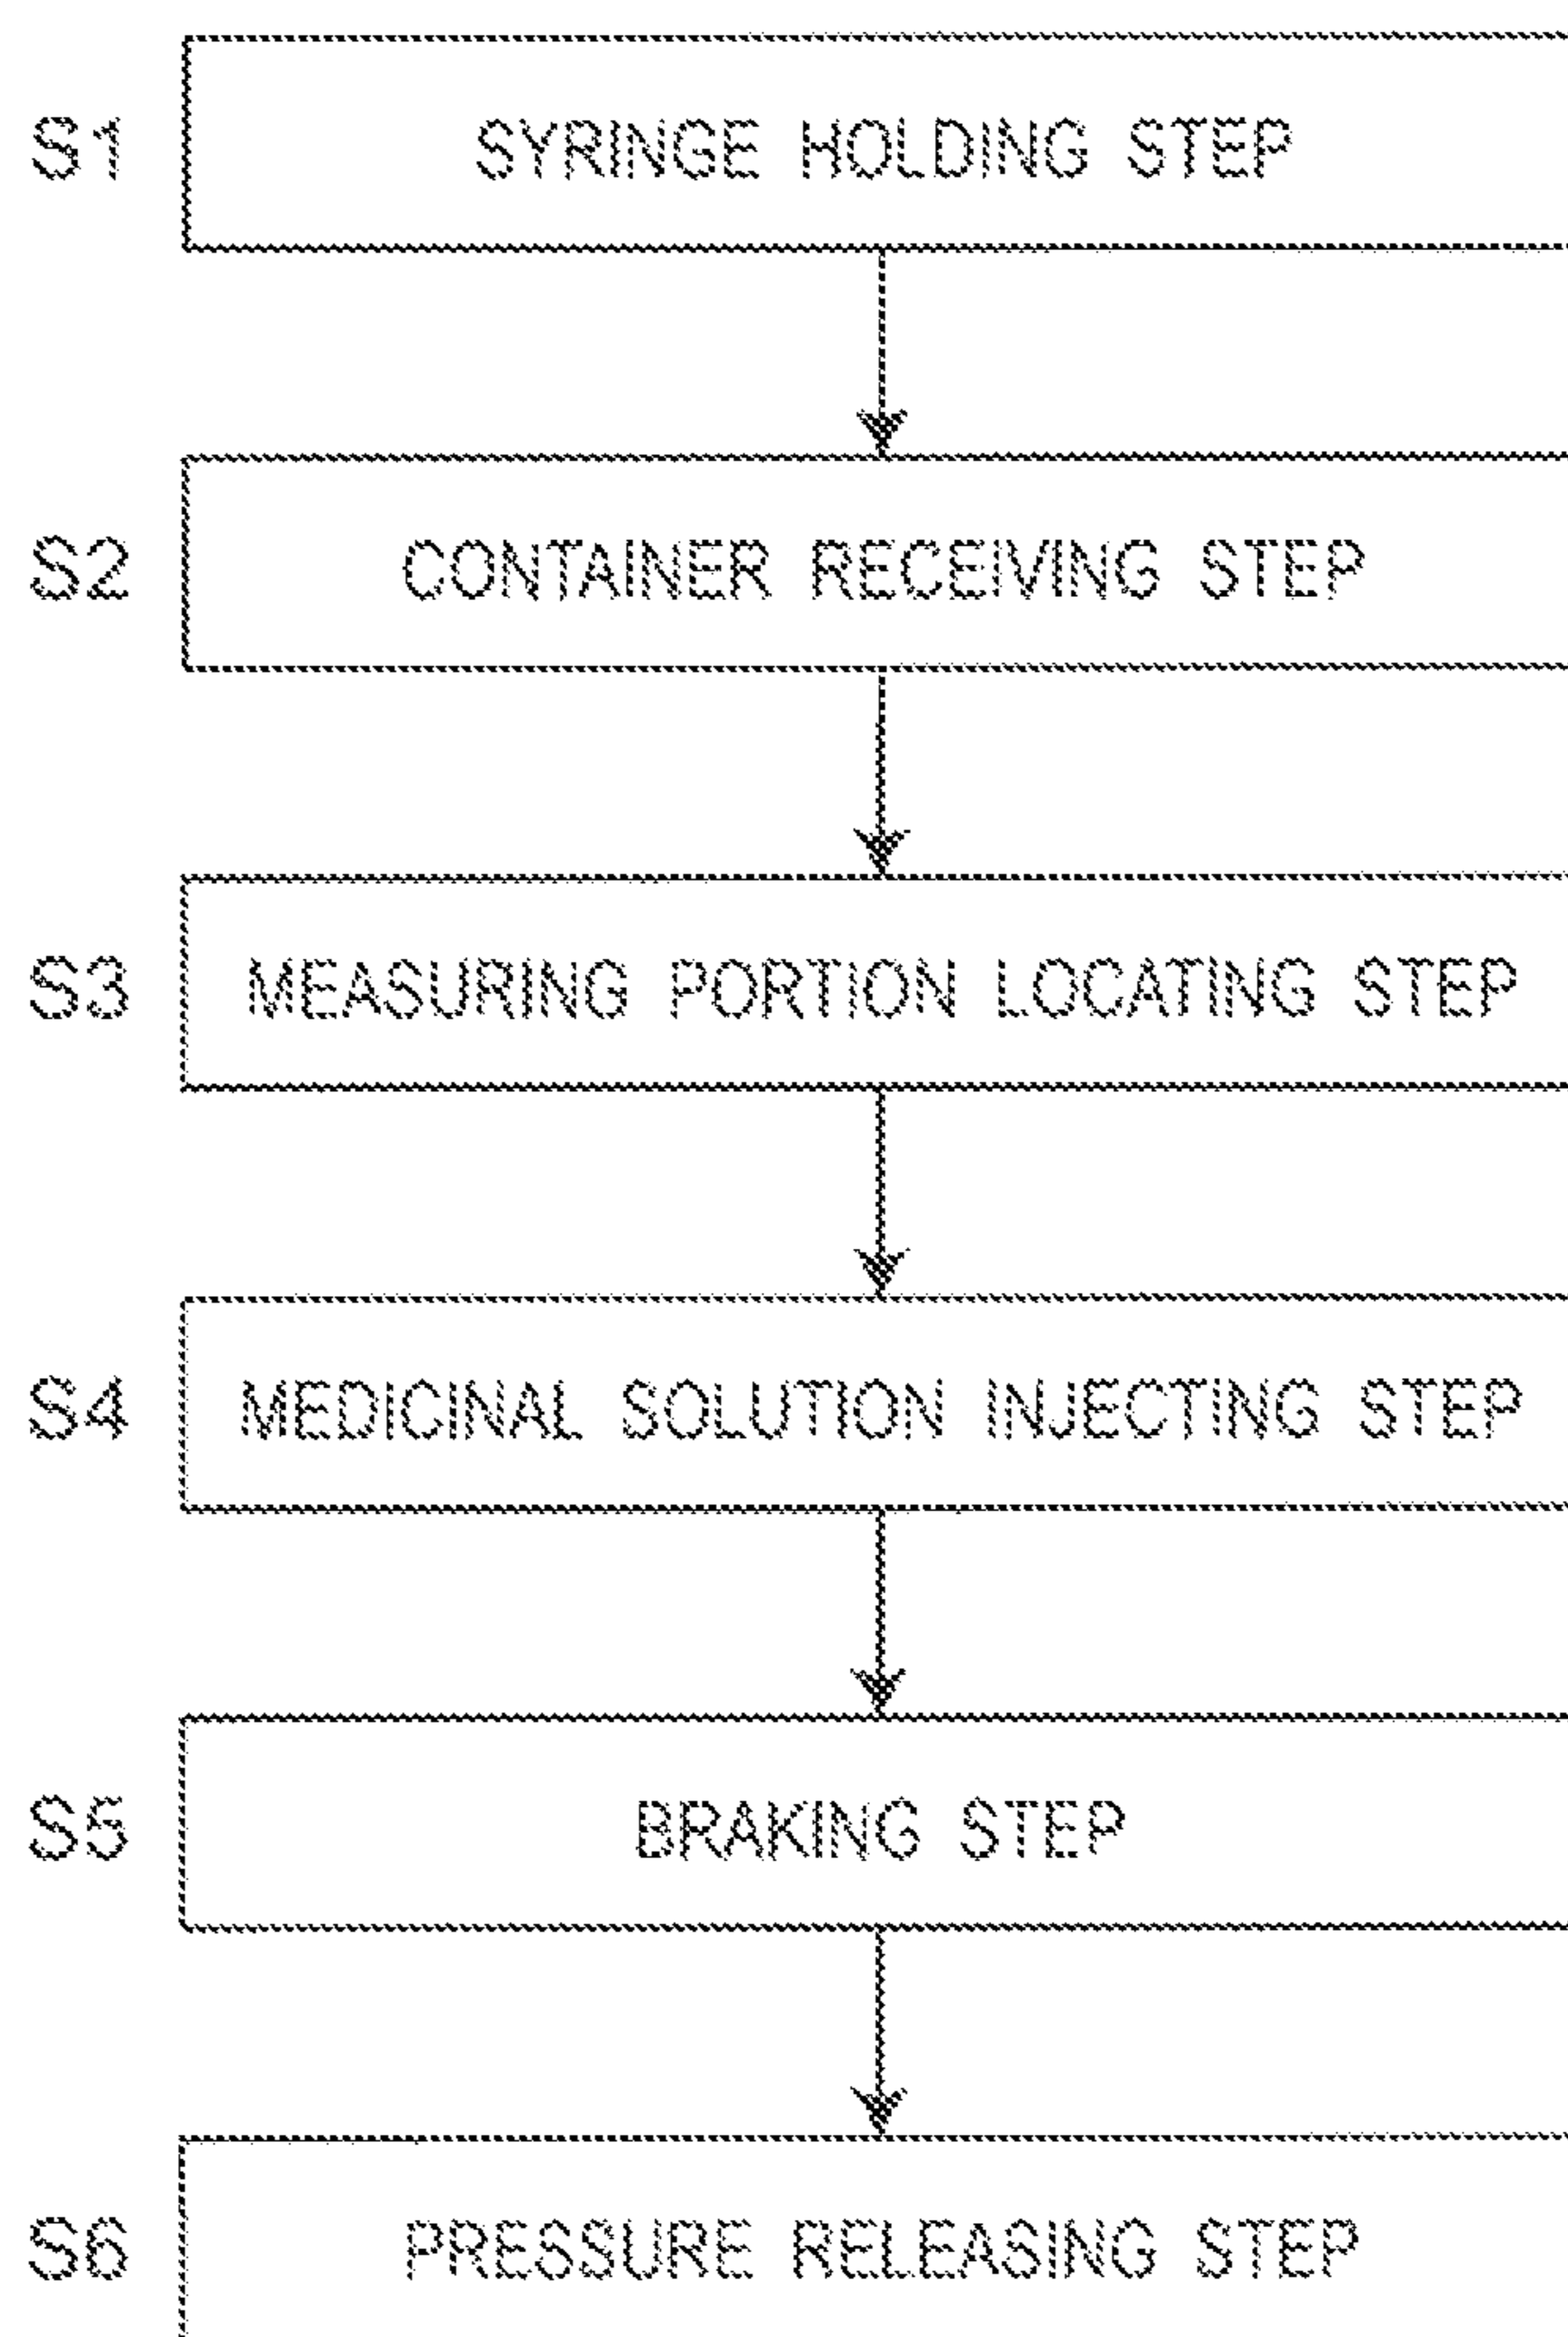 S1 SYRINGE HOLDING STEP
S2 CONTAINER RECEIVING STEP
S3 MEASURING PORTION LOCATING STEP
S4 MEDICINAL SOLUTION INJECTING STEP
S5 BRAKING STEP
S6 PRESSURE RELEASING STEP